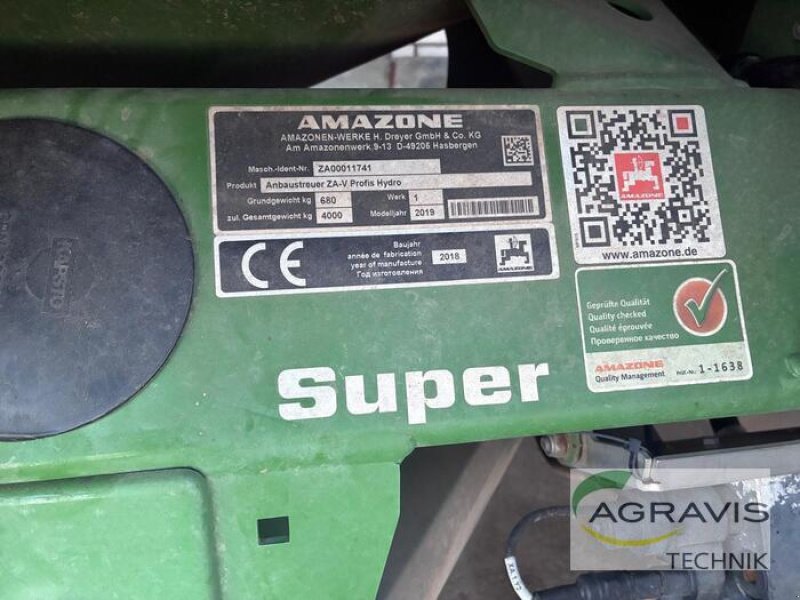 AMAZONE
AMAZONEN-WERKE H. Dreyer GmbH & Co. KG
Am Amazonenwerk,9-13 D-49205 Hasbergen
Masch.-Ident-Nr. ZA00011741
Produkt Anbaustreuer ZA-V Profis Hydro
Grundgewicht kg 680 Werk 1
zul. Gesamtgewicht kg 4000 Modelljahr 2019
CE
Baujahr
année de fabrication
year of manufacture
Год изготовления
2018
AMAZONE
www.amazone.de
Geprüfte Qualität
Quality checked
Qualité éprouvée
Проверенное качество
AMAZONE
Quality Management
1-1638
Super
AGRAVIS
TECHNIK